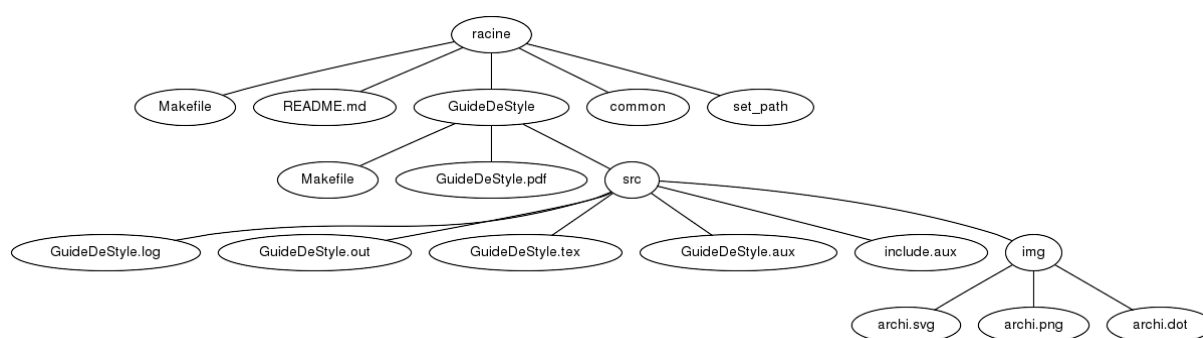 racine
Makefile README.md GuideDeStyle common set_path
Makefile GuideDeStyle.pdf src
GuideDeStyle.log GuideDeStyle.out GuideDeStyle.tex GuideDeStyle.aux include.aux img
archi.svg archi.png archi.dot